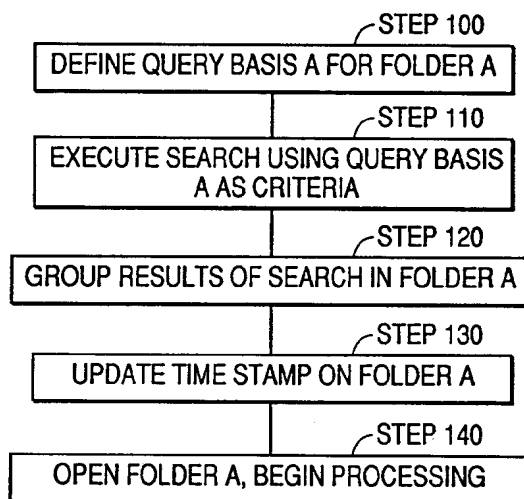 STEP 100
DEFINE QUERY BASIS A FOR FOLDER A
STEP 110
EXECUTE SEARCH USING QUERY BASIS
A AS CRITERIA
STEP 120
GROUP RESULTS OF SEARCH IN FOLDER A
STEP 130
UPDATE TIME STAMP ON FOLDER A
STEP 140
OPEN FOLDER A, BEGIN PROCESSING